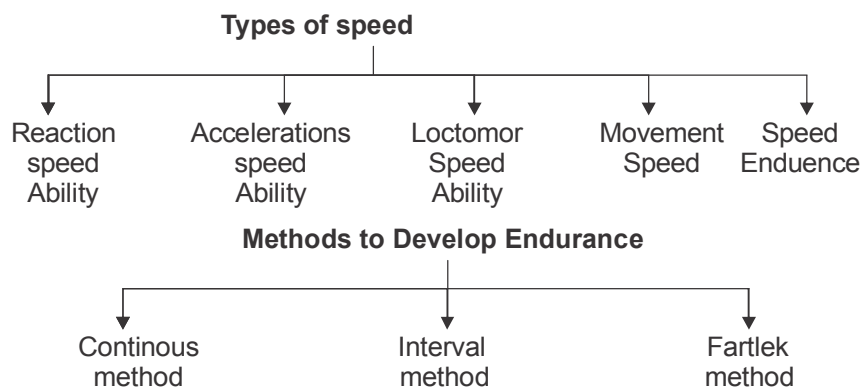 Types of speed
Reaction speed Ability
Accelerations speed Ability
Loctomor Speed Ability
Movement Speed
Speed Enduence
Methods to Develop Endurance
Continous method
Interval method
Fartlek method